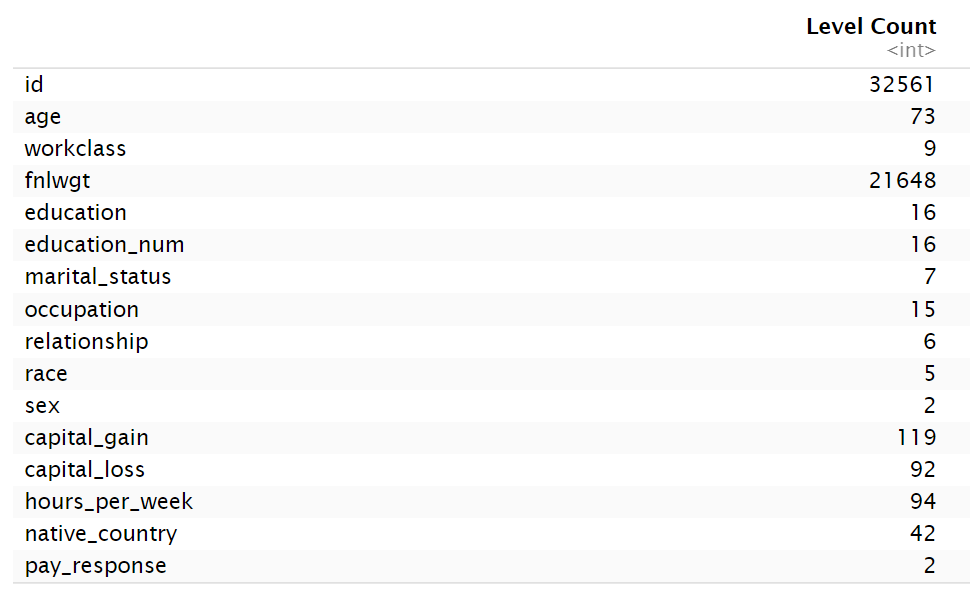 Level Count
<int>
id 32561
age 73
workclass 9
fnlwgt 21648
education 16
education_num 16
marital_status 7
occupation 15
relationship 6
race 5
sex 2
capital_gain 119
capital_loss 92
hours_per_week 94
native_country 42
pay_response 2